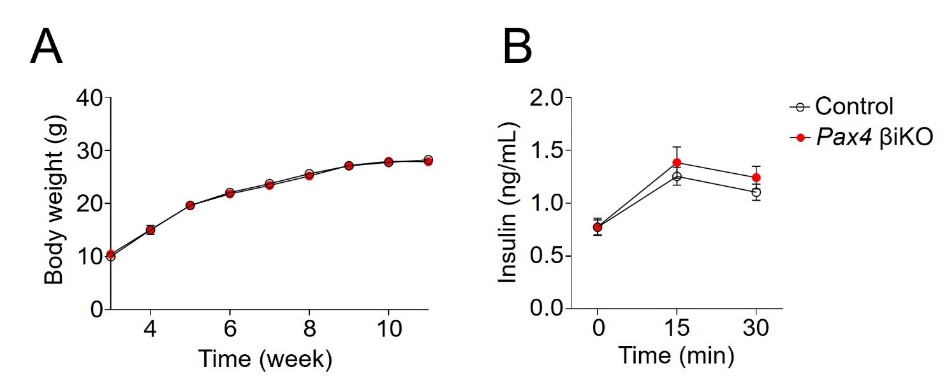 A
B
40
30
20
10
0
Body weight (g)
4
6
8
10
Time (week)
2.0
1.5
1.0
0.5
0.0
Insulin (ng/mL)
0
15
30
Time (min)
Control
Pax4 βiKO